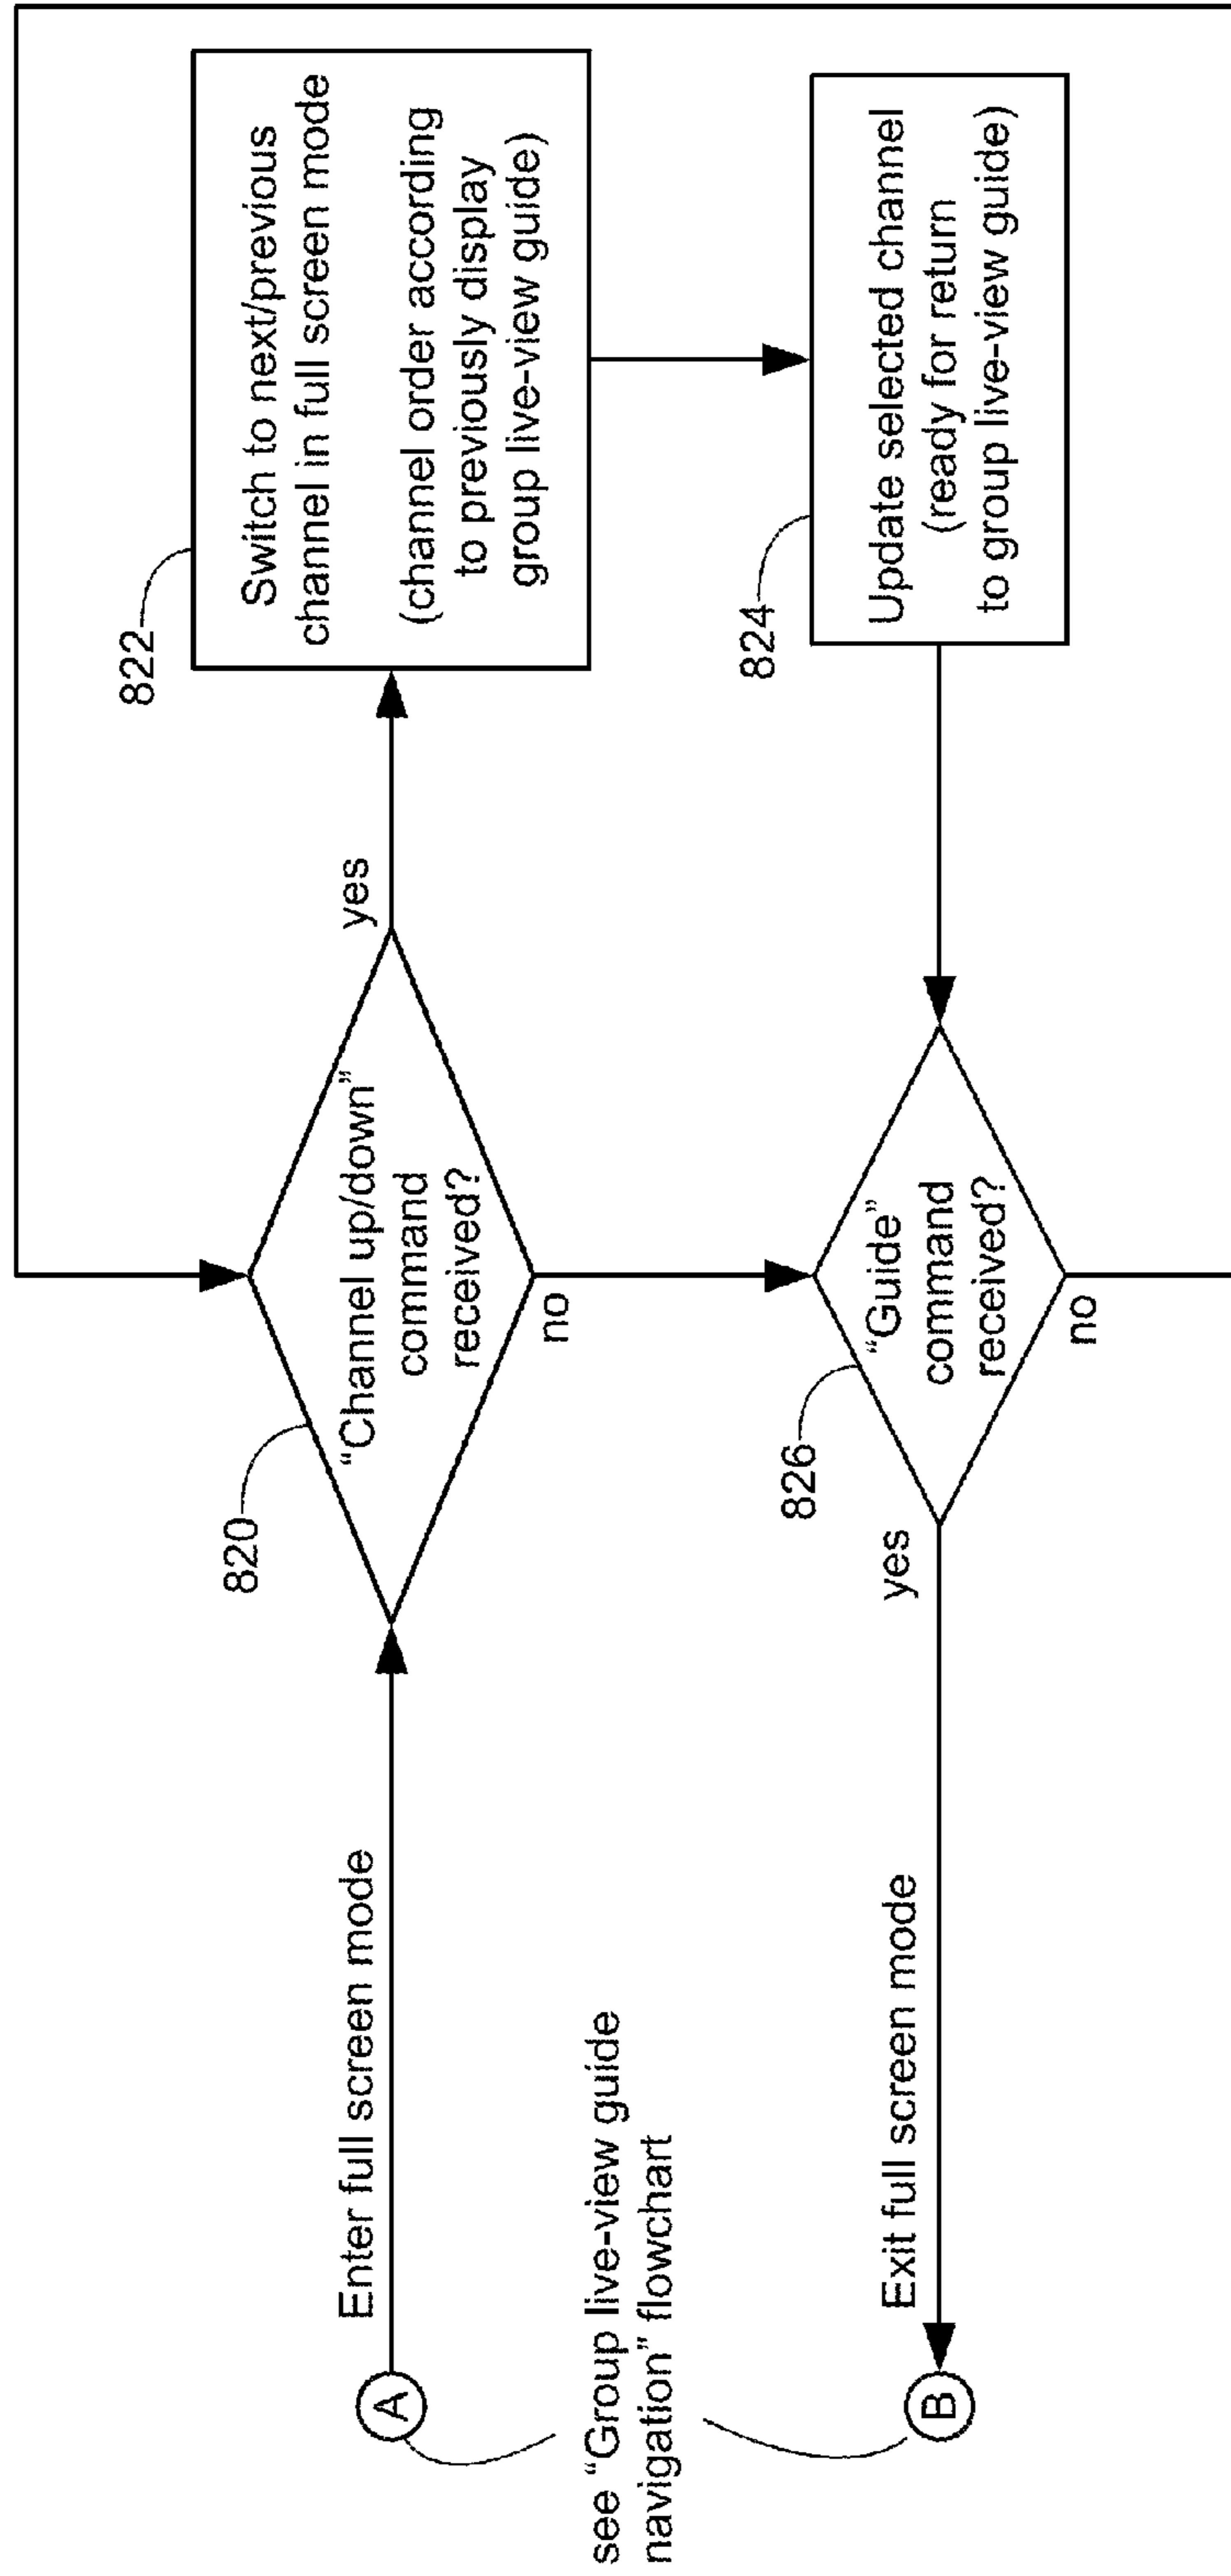 A
Enter full screen mode
820
“Channel up/down”
command
received?
yes
no
822
Switch to next/previous
channel in full screen mode
(channel order according
to previously display
group live-view guide)
see “Group live-view guide
navigation” flowchart
B
Exit full screen mode
yes
826
“Guide”
command
received?
no
824
Update selected channel
(ready for return
to group live-view guide)